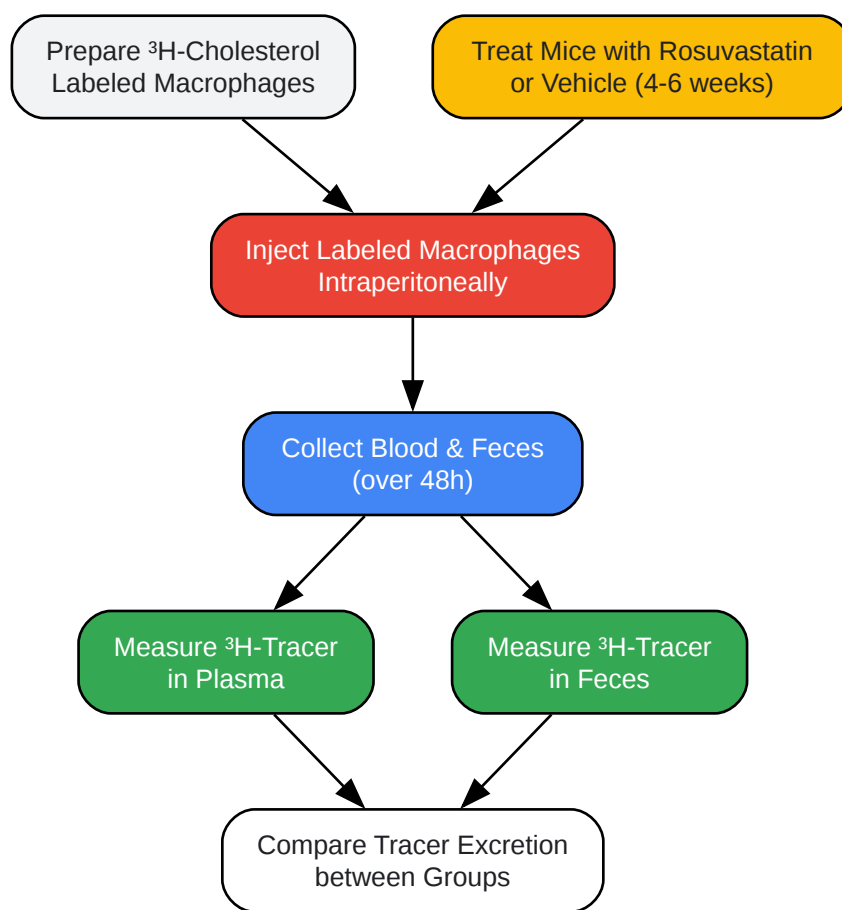 Prepare ³H-Cholesterol
Labeled Macrophages
Treat Mice with Rosuvastatin
or Vehicle (4-6 weeks)
Inject Labeled Macrophages
Intraperitoneally
Collect Blood & Feces
(over 48h)
Measure ³H-Tracer
in Plasma
Measure ³H-Tracer
in Feces
Compare Tracer Excretion
between Groups